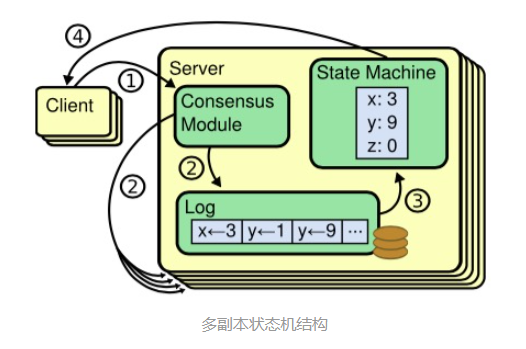 ④
①
Server
State Machine
x: 3
y: 9
z: 0
Client
Consensus
Module
②
②
③
Log
x←3 y←1 y←9 ...
多副本状态机结构